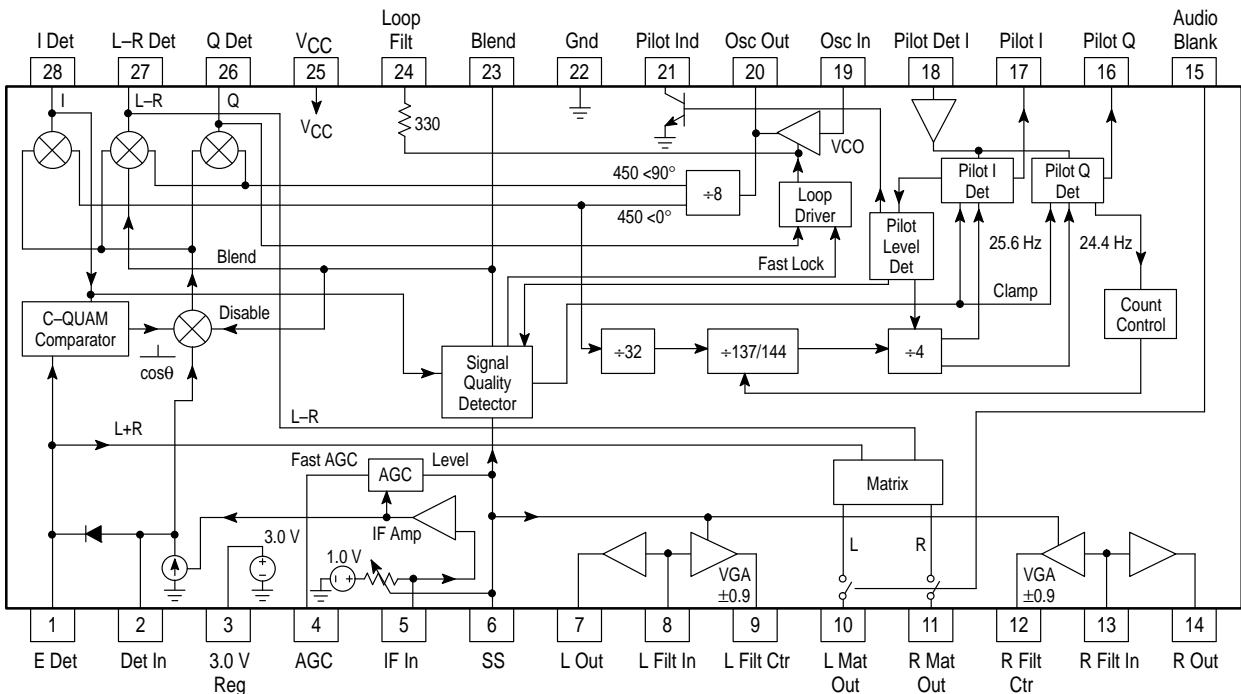 I Det
L–R Det
Q Det
VCC
Loop
Filt
Blend
Gnd
Pilot Ind
Osc Out
Osc In
Pilot Det I
Pilot I
Pilot Q
Audio
Blank
28
27
26
25
24
23
22
21
20
19
18
17
16
15
I
L–R
Q
VCC
330
VCO
450 <90°
÷8
450 <0°
Loop
Driver
Pilot I
Det
Pilot Q
Det
Pilot
Level
Det
25.6 Hz
24.4 Hz
Blend
Fast Lock
Clamp
Count
Control
C–QUAM
Comparator
Disable
cosθ
Signal
Quality
Detector
÷32
÷137/144
÷4
L–R
L+R
Fast AGC
AGC
Level
Matrix
IF Amp
3.0 V
1.0 V
L
R
VGA
±0.9
VGA
±0.9
1
2
3
4
5
6
7
8
9
10
11
12
13
14
E Det
Det In
3.0 V
Reg
AGC
IF In
SS
L Out
L Filt In
L Filt Ctr
L Mat
Out
R Mat
Out
R Filt
Ctr
R Filt In
R Out